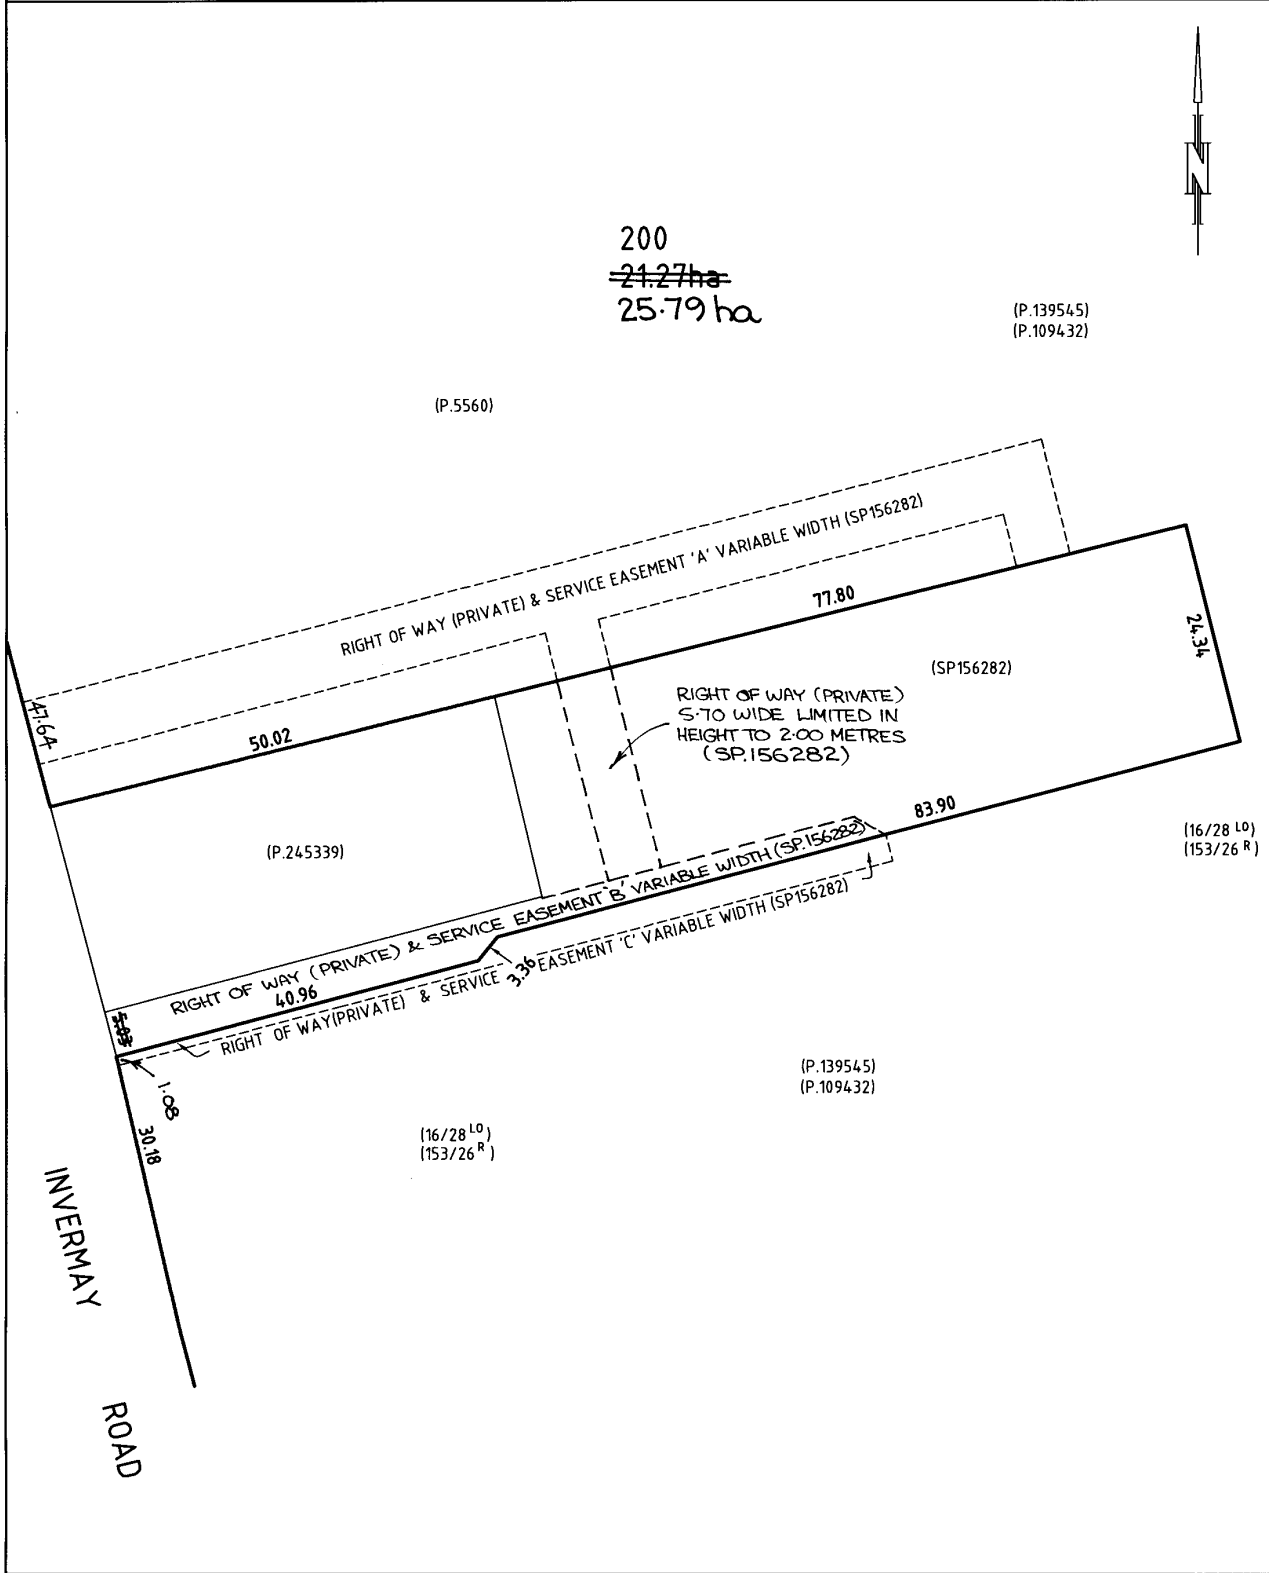 N
200
21.27ha
25.79 ha
(P.139545)
(P.109432)
(P.5560)
RIGHT OF WAY (PRIVATE) & SERVICE EASEMENT 'A' VARIABLE WIDTH (SP156282)
77.80
24.34
(SP156282)
47.64
50.02
RIGHT OF WAY (PRIVATE)
5.70 WIDE LIMITED IN
HEIGHT TO 2.00 METRES
(SP.156282)
83.90
(16/28 LO)
(153/26 R)
(P.245339)
RIGHT OF WAY (PRIVATE) & SERVICE EASEMENT 'B' VARIABLE WIDTH (SP.156282)
40.96
3.36
5.03
RIGHT OF WAY(PRIVATE) & SERVICE EASEMENT 'C' VARIABLE WIDTH (SP156282)
1.08
30.18
(P.139545)
(P.109432)
(16/28 LO)
(153/26 R)
INVERMAY
ROAD